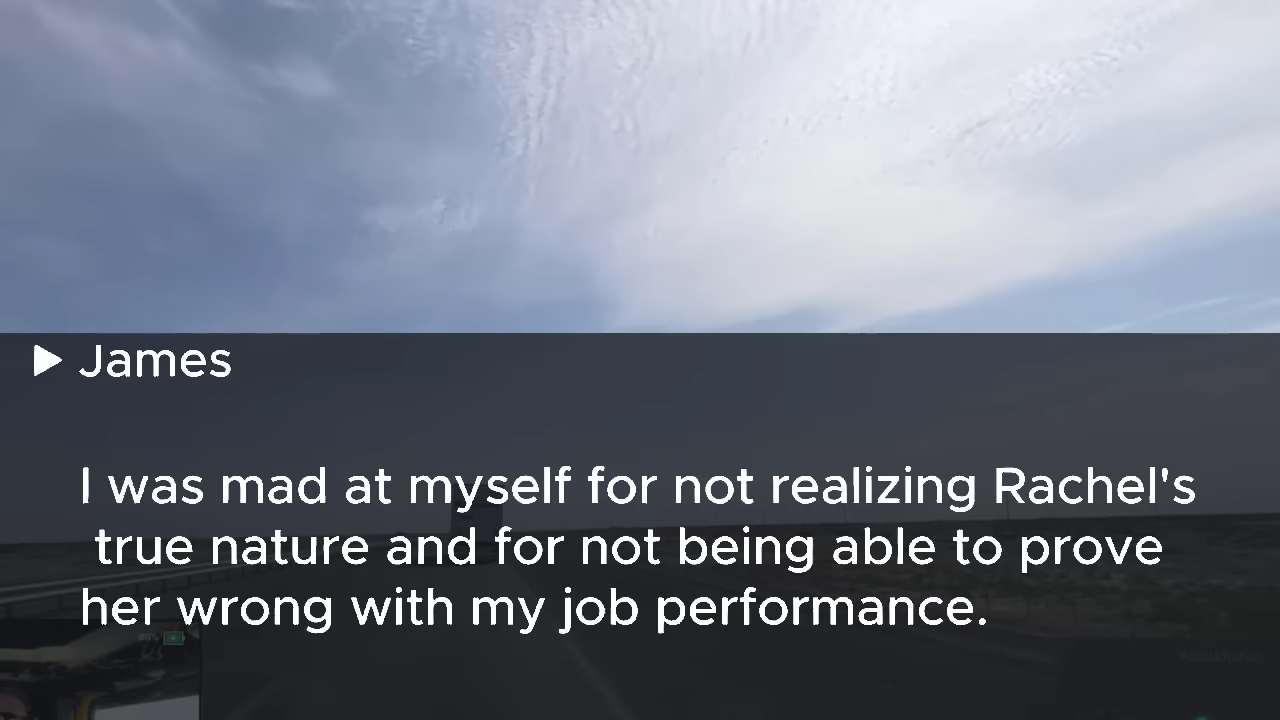 James
I was mad at myself for not realizing Rachel's
true nature and for not being able to prove
her wrong with my job performance.